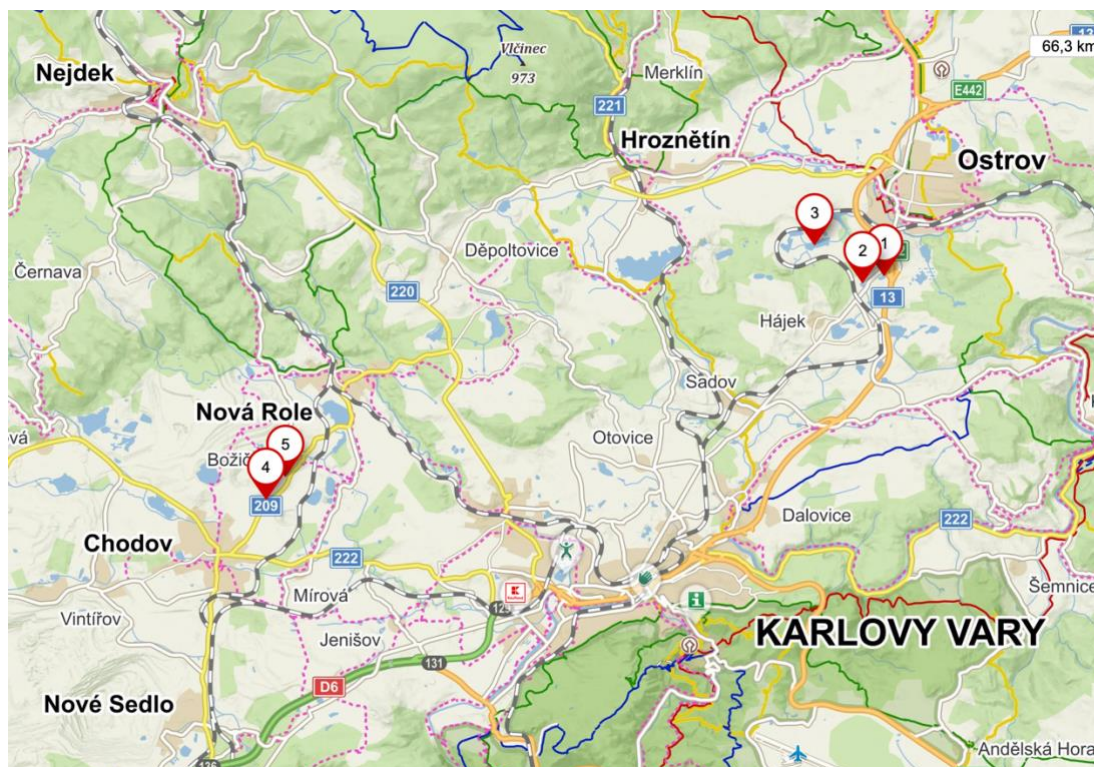 Vlčinec
973
66,3 km
Nejdek
Merklín
E442
221
Hroznětín
Ostrov
3
1
2
Děpoltovice
Černava
220
13
Hájek
Sadov
Nová Role
Otovice
5
4
209
Dalovice
222
Chodov
222
Šemnice
Mírová
Vintířov
Jenišov
131
KARLOVY VARY
D6
Nové Sedlo
136
Andělská Hora